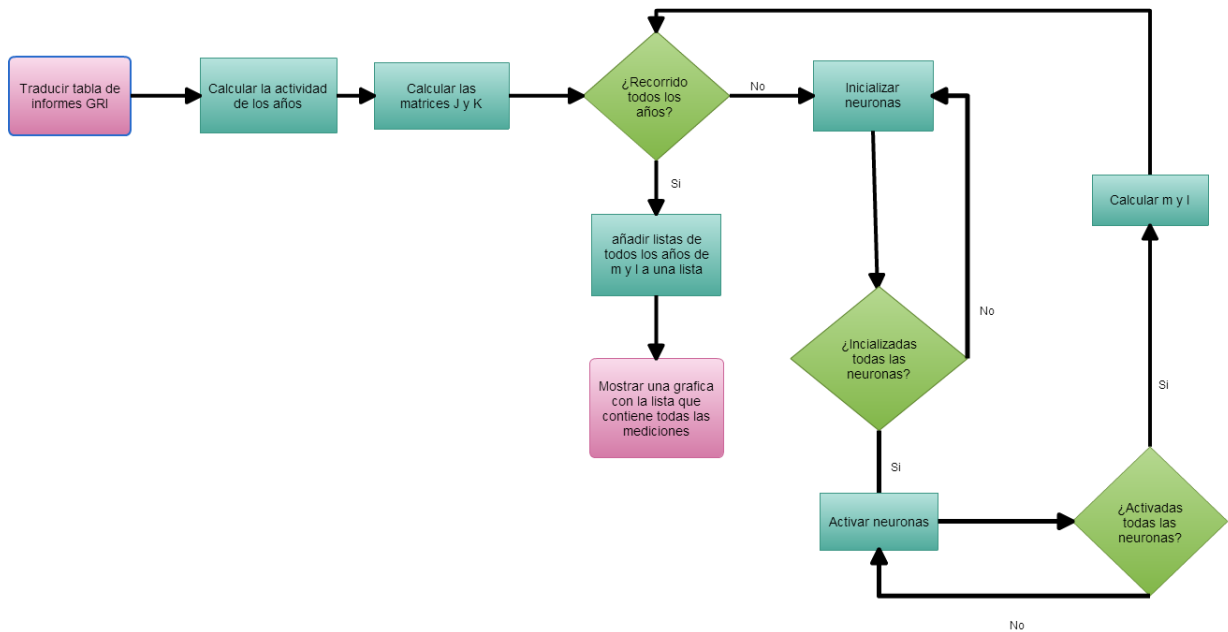 Traducir tabla de
informes GRI
Calcular la actividad
de los años
Calcular las
matrices J y K
¿Recorrido
todos los
años?
No
Inicializar
neuronas
Si
añadir listas de
todos los años de
m y l a una lista
Mostrar una grafica
con la lista que
contiene todas las
mediciones
¿Incializadas
todas las
neuronas?
No
Si
Activar neuronas
¿Activadas
todas las
neuronas?
No
Si
Calcular m y l